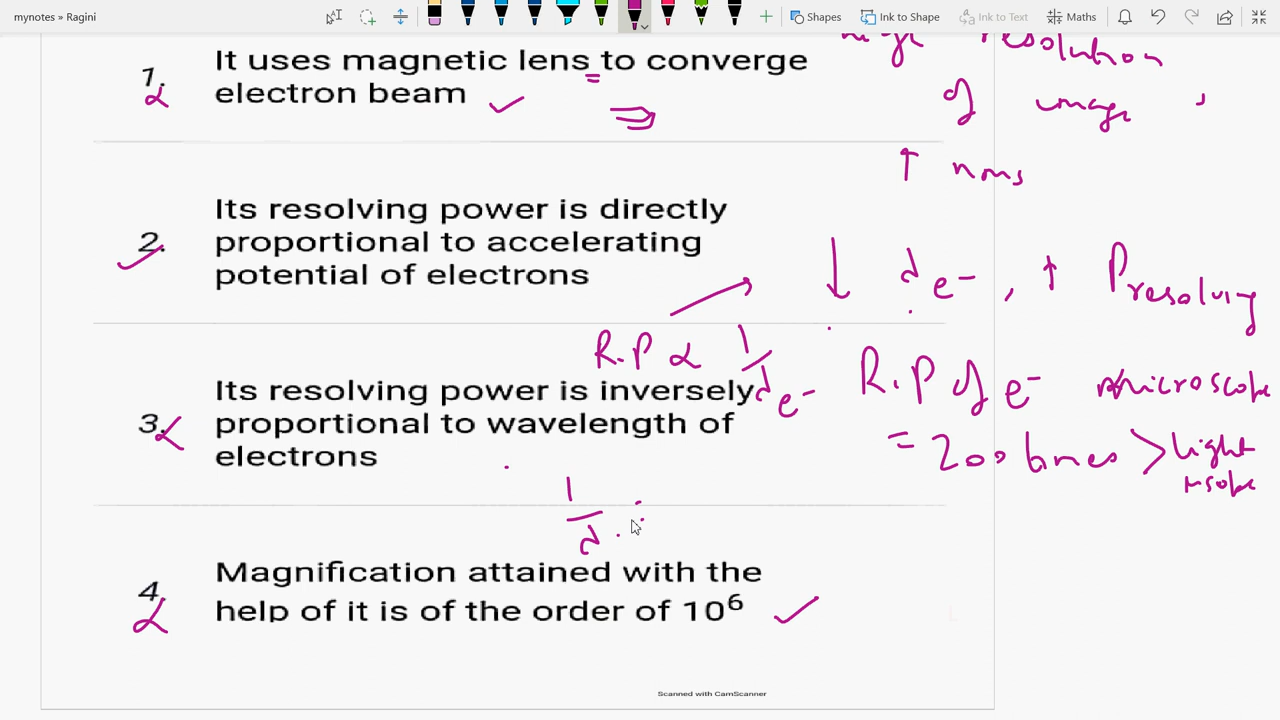 mynotes » Ragini
Shapes
Ink to Shape
Ink to Text
Maths
resolution
1.
It uses magnetic lens to converge
electron beam
of image
↑ nms
2.
Its resolving power is directly
proportional to accelerating
potential of electrons
↓ λ e⁻, ↑ P resolving
R.P α 1/λ e⁻
R.P of e⁻ microscope
= 200 times > light
3.
Its resolving power is inversely
proportional to wavelength of
electrons
1/λ
4
Magnification attained with the
help of it is of the order of 10⁶
Scanned with CamScanner